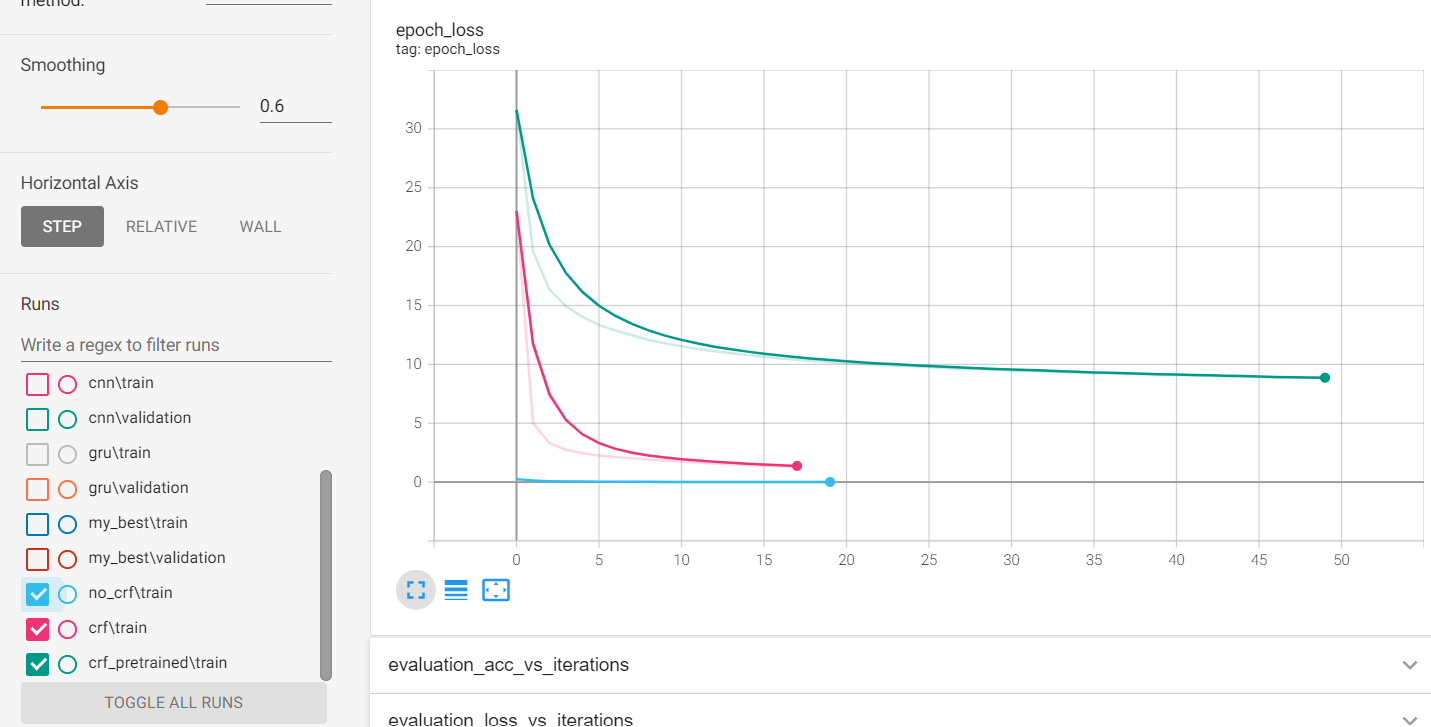 method:
Smoothing
0.6
Horizontal Axis
STEP RELATIVE WALL
Runs
Write a regex to filter runs
cnn\train
cnn\validation
gru\train
gru\validation
my_best\train
my_best\validation
no_crf\train
crf\train
crf_pretrained\train
TOGGLE ALL RUNS
epoch_loss
tag: epoch_loss
30
25
20
15
10
5
0
0 5 10 15 20 25 30 35 40 45 50
evaluation_acc_vs_iterations
evaluation_loss_vs_iterations